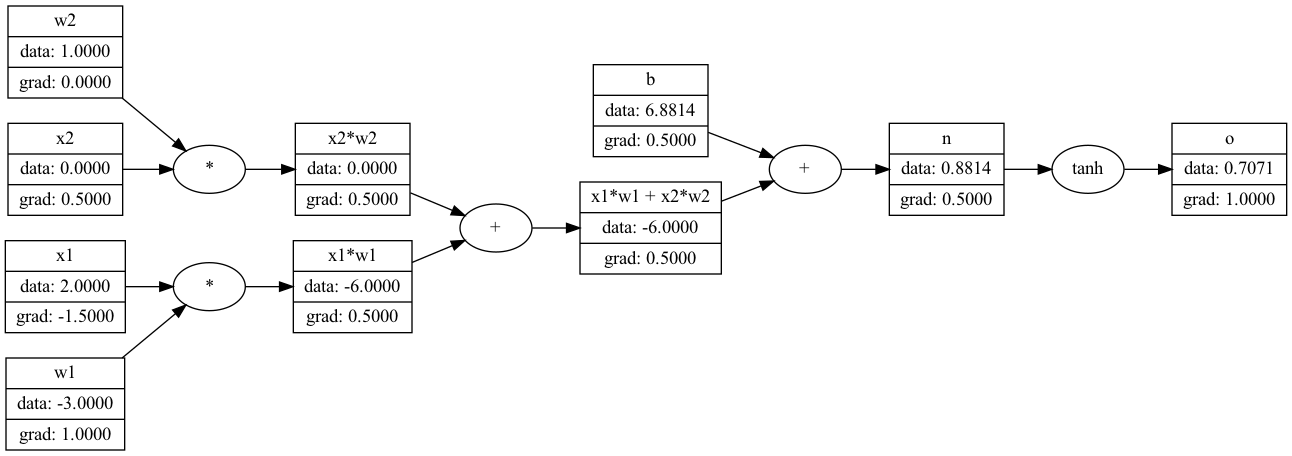 w2
data: 1.0000
grad: 0.0000
x2
data: 0.0000
grad: 0.5000
*
x2*w2
data: 0.0000
grad: 0.5000
x1
data: 2.0000
grad: -1.5000
w1
data: -3.0000
grad: 1.0000
*
x1*w1
data: -6.0000
grad: 0.5000
+
x1*w1 + x2*w2
data: -6.0000
grad: 0.5000
b
data: 6.8814
grad: 0.5000
+
n
data: 0.8814
grad: 0.5000
tanh
o
data: 0.7071
grad: 1.0000